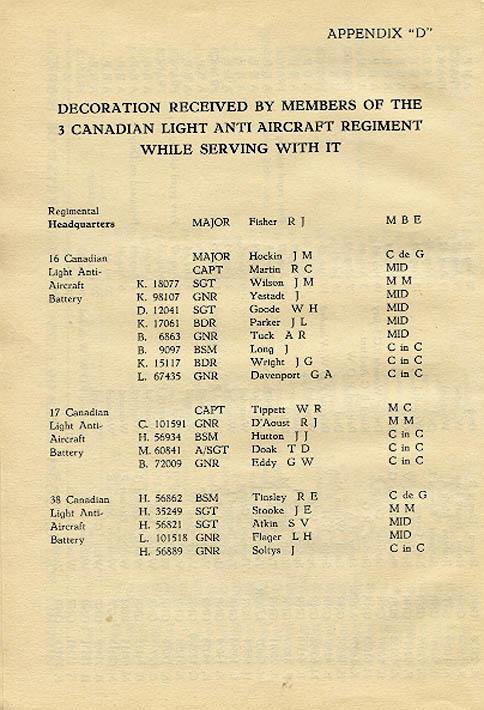 APPENDIX "D"
DECORATION RECEIVED BY MEMBERS OF THE
3 CANADIAN LIGHT ANTI AIRCRAFT REGIMENT
WHILE SERVING WITH IT
Regimental
Headquarters MAJOR Fisher R J M B E
16 Canadian MAJOR Hockin J M C de G
Light Anti- CAPT Martin R C MID
Aircraft K. 18077 SGT Wilson J M M M
Battery K. 98107 GNR Yestadt J MID
D. 12041 SGT Goode W H MID
K. 17061 BDR Parker J L MID
B. 6863 GNR Tuck A R MID
B. 9097 BSM Long J C in C
K. 15117 BDR Wright J G C in C
L. 67435 GNR Davenport G A C in C
17 Canadian CAPT Tippett W R M C
Light Anti- C. 101591 GNR D'Aoust R J M M
Aircraft H. 56934 BSM Hutton J J C in C
Battery M. 60841 A/SGT Doak T D C in C
B. 72009 GNR Eddy G W C in C
38 Canadian H. 56862 BSM Tinsley R E C de G
Light Anti- H. 35249 SGT Stooke J E M M
Aircraft H. 56821 SGT Atkin S V MID
Battery L. 101518 GNR Flager L H MID
H. 56889 GNR Soltys J C in C